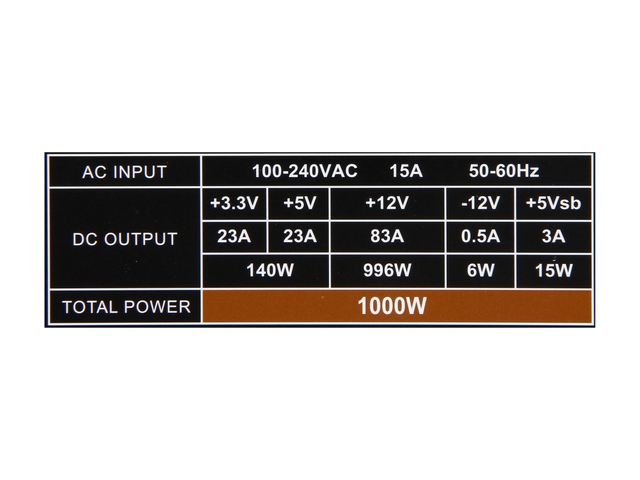 AC INPUT 100-240VAC 15A 50-60Hz
DC OUTPUT +3.3V +5V +12V -12V +5Vsb
23A 23A 83A 0.5A 3A
140W 996W 6W 15W
TOTAL POWER 1000W